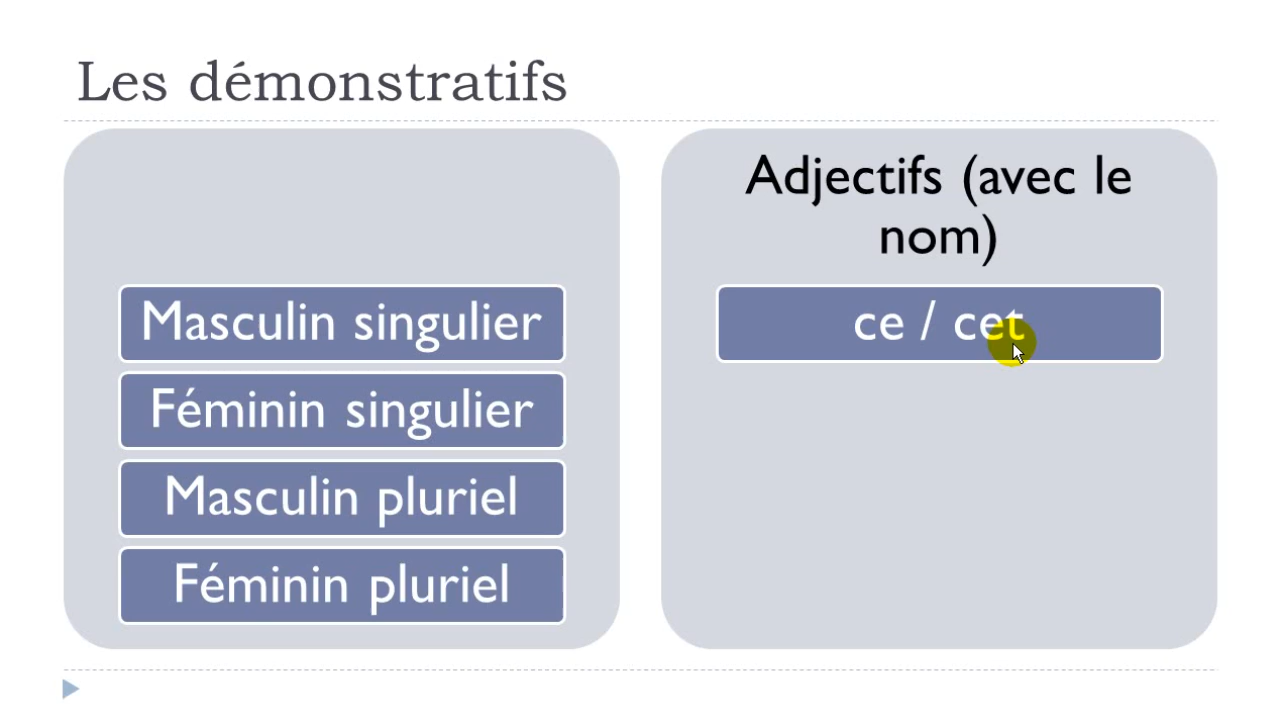 Les démonstratifs
Masculin singulier
Féminin singulier
Masculin pluriel
Féminin pluriel
Adjectifs (avec le
nom)
ce / cet